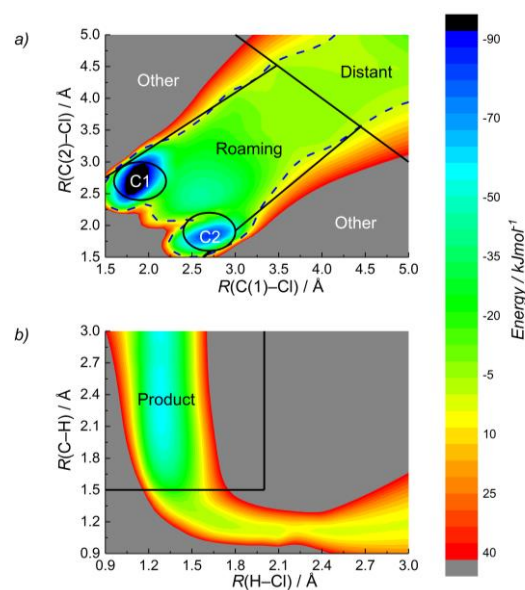 a)
5.0
4.5
4.0
3.5
3.0
2.5
2.0
1.5
R(C(2)–Cl) / Å
Other
Distant
Roaming
C1
C2
Other
1.5 2.0 2.5 3.0 3.5 4.0 4.5 5.0
R(C(1)–Cl) / Å
b)
3.0
2.7
2.4
2.1
1.8
1.5
1.2
0.9
R(C–H) / Å
Product
0.9 1.2 1.5 1.8 2.1 2.4 2.7 3.0
R(H–Cl) / Å
-90
-70
-50
-35
-20
-5
10
25
40
Energy / kJmol⁻¹